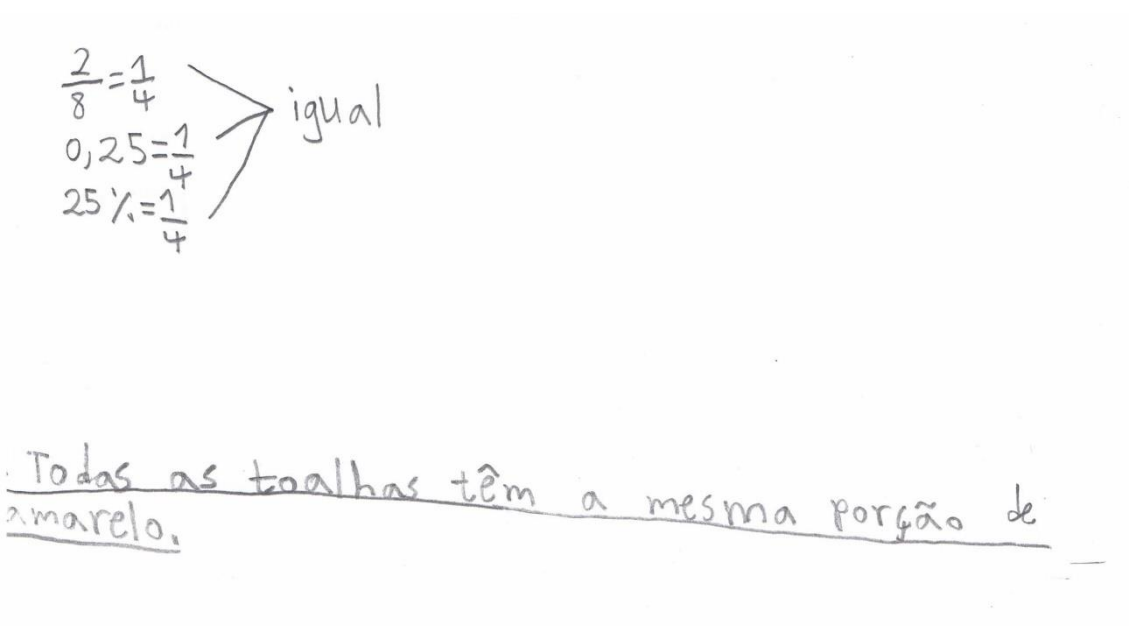 2/8 = 1/4
0,25 = 1/4
25% = 1/4
igual
Todas as toalhas têm a mesma porção de
amarelo.